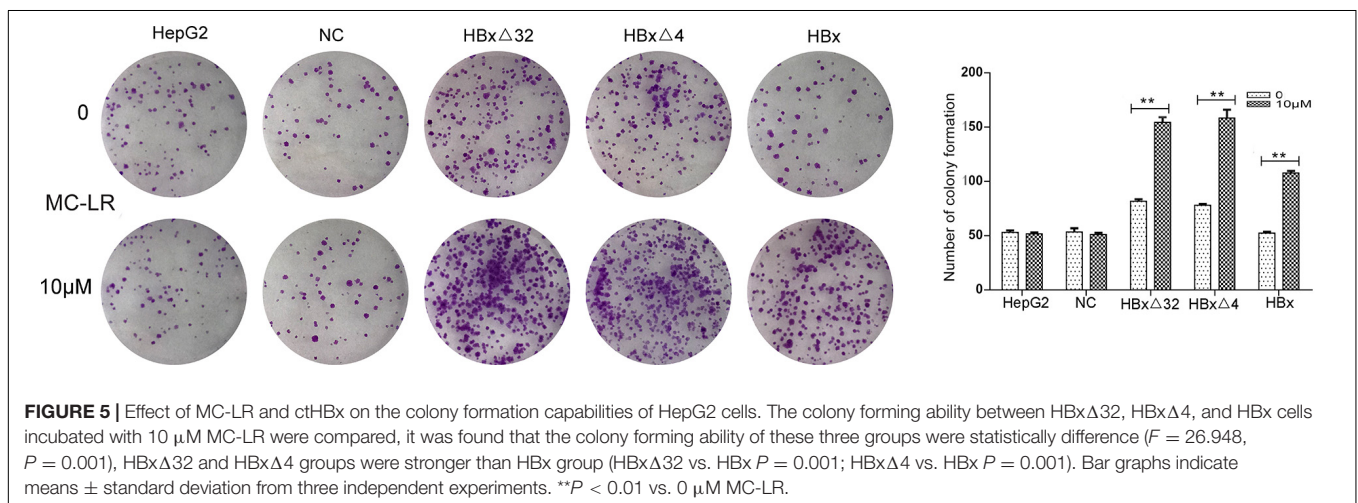 HepG2 NC HBx△32 HBx△4 HBx
0
MC-LR
10μM
200
150
100
50
0
Number of colony formation
** ** **
0
10μM
HepG2 NC HBx△32 HBx△4 HBx
FIGURE 5 | Effect of MC-LR and ctHBx on the colony formation capabilities of HepG2 cells. The colony forming ability between HBxΔ32, HBxΔ4, and HBx cells
incubated with 10 μM MC-LR were compared, it was found that the colony forming ability of these three groups were statistically difference (F = 26.948,
P = 0.001), HBxΔ32 and HBxΔ4 groups were stronger than HBx group (HBxΔ32 vs. HBx P = 0.001; HBxΔ4 vs. HBx P = 0.001). Bar graphs indicate
means ± standard deviation from three independent experiments. **P < 0.01 vs. 0 μM MC-LR.